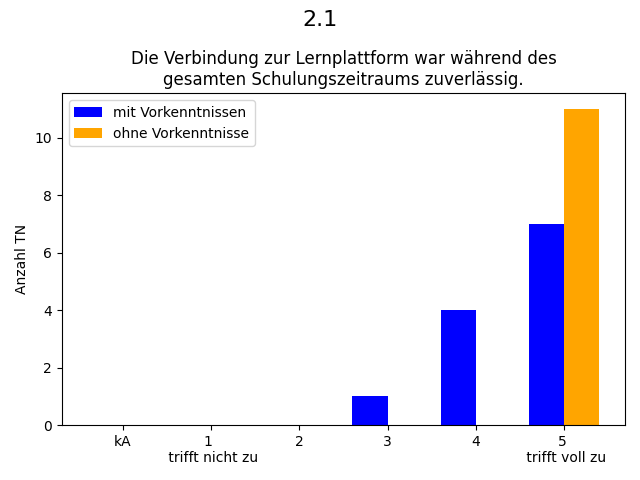 2.1
Die Verbindung zur Lernplattform war während des
gesamten Schulungszeitraums zuverlässig.
mit Vorkenntnissen
ohne Vorkenntnisse
Anzahl TN
10
8
6
4
2
0
kA 1 2 3 4 5
trifft nicht zu trifft voll zu